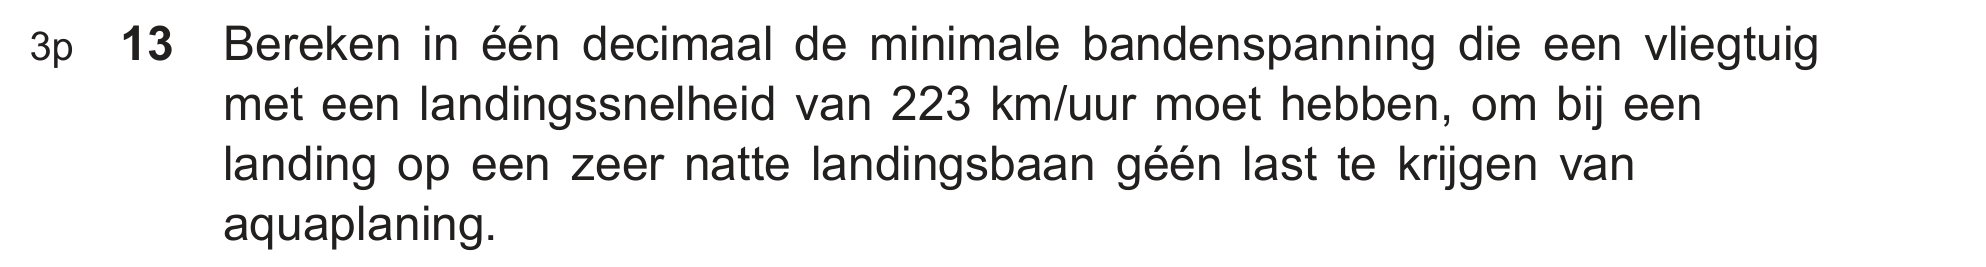 3p 13 Bereken in één decimaal de minimale bandenspanning die een vliegtuig
met een landingssnelheid van 223 km/uur moet hebben, om bij een
landing op een zeer natte landingsbaan géén last te krijgen van
aquaplaning.